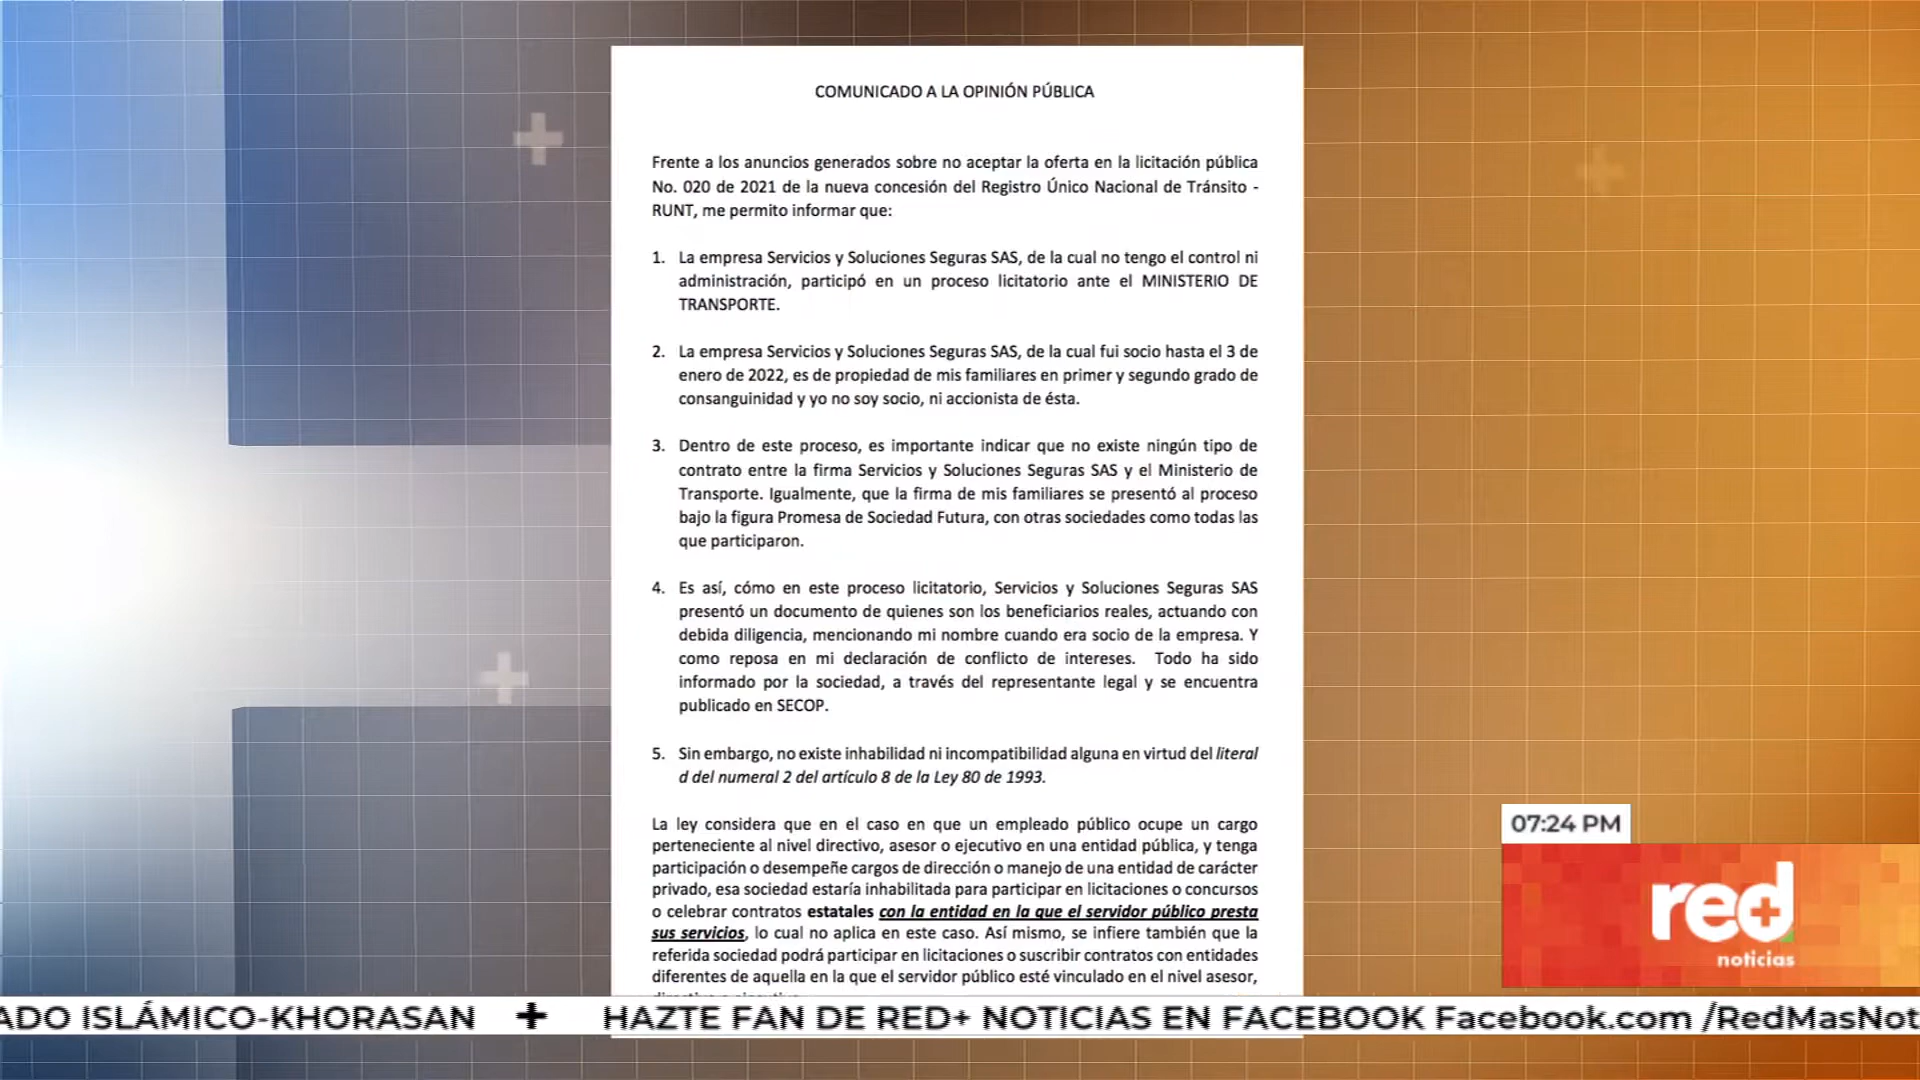 COMUNICADO A LA OPINIÓN PÚBLICA
Frente a los anuncios generados sobre no aceptar la oferta en la licitación pública
No. 020 de 2021 de la nueva concesión del Registro Único Nacional de Tránsito -
RUNT, me permito informar que:
1. La empresa Servicios y Soluciones Seguras SAS, de la cual no tengo el control ni
administración, participó en un proceso licitatorio ante el MINISTERIO DE
TRANSPORTE.
2. La empresa Servicios y Soluciones Seguras SAS, de la cual fui socio hasta el 3 de
enero de 2022, es de propiedad de mis familiares en primer y segundo grado de
consanguinidad y yo no soy socio, ni accionista de ésta.
3. Dentro de este proceso, es importante indicar que no existe ningún tipo de
contrato entre la firma Servicios y Soluciones Seguras SAS y el Ministerio de
Transporte. Igualmente, que la firma de mis familiares se presentó al proceso
bajo la figura Promesa de Sociedad Futura, con otras sociedades como todas las
que participaron.
4. Es así, cómo en este proceso licitatorio, Servicios y Soluciones Seguras SAS
presentó un documento de quienes son los beneficiarios reales, actuando con
debida diligencia, mencionando mi nombre cuando era socio de la empresa. Y
como reposa en mi declaración de conflicto de intereses. Todo ha sido
informado por la sociedad, a través del representante legal y se encuentra
publicado en SECOP.
5. Sin embargo, no existe inhabilidad ni incompatibilidad alguna en virtud del literal
d del numeral 2 del artículo 8 de la Ley 80 de 1993.
La ley considera que en el caso en que un empleado público ocupe un cargo
perteneciente al nivel directivo, asesor o ejecutivo en una entidad pública, y tenga
participación o desempeñe cargos de dirección o manejo de una entidad de carácter
privado, esa sociedad estaría inhabilitada para participar en licitaciones o concursos
o celebrar contratos estatales con la entidad en la que el servidor público presta
sus servicios, lo cual no aplica en este caso. Así mismo, se infiere también que la
referida sociedad podrá participar en licitaciones o suscribir contratos con entidades
diferentes de aquella en la que el servidor público esté vinculado en el nivel asesor,
07:24 PM
red+
noticias
ADO ISLÁMICO-KHORASAN + HAZTE FAN DE RED+ NOTICIAS EN FACEBOOK Facebook.com /RedMasNot